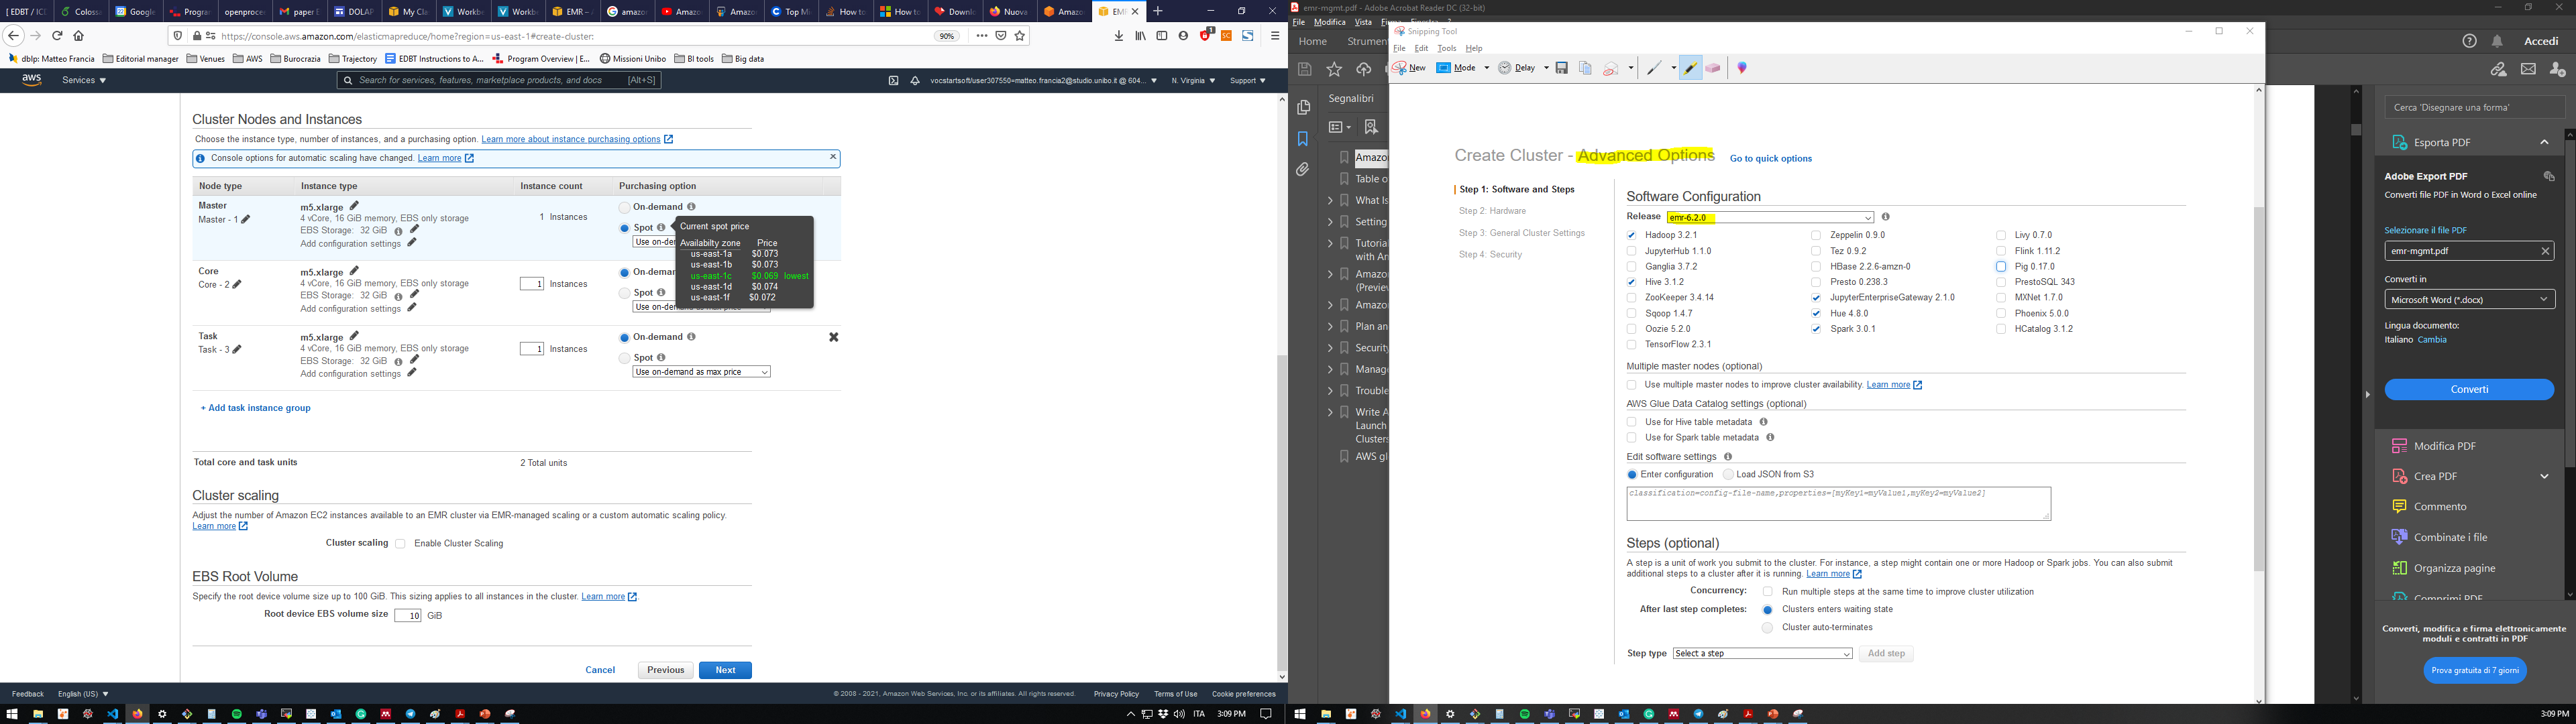 [ EDBT / ICD
Colosse
Google
Program
openproce
paper E
DOLAP
My Cla
Workbe
Workbe
EMR – A
amazon
Amazo
Amazon
Top Mi
How to
How to
Downlo
Nuova
Amazo
EMR
https://console.aws.amazon.com/elasticmapreduce/home?region=us-east-1#create-cluster:
90%
dblp: Matteo Francia
Editorial manager
Venues
AWS
Burocrazia
Trajectory
EDBT Instructions to A...
Program Overview | E...
Missioni Unibo
BI tools
Big data
aws
Services
Search for services, features, marketplace products, and docs
[Alt+S]
vocstartsoft/user307550=matteo.francia2@studio.unibo.it @ 604...
N. Virginia
Support
Cluster Nodes and Instances
Choose the instance type, number of instances, and a purchasing option. Learn more about instance purchasing options
Console options for automatic scaling have changed. Learn more
Node type
Instance type
Instance count
Purchasing option
Master
Master - 1
m5.xlarge
4 vCore, 16 GiB memory, EBS only storage
EBS Storage: 32 GiB
Add configuration settings
1 Instances
On-demand
Spot
Use on-den
Current spot price
Availabilty zone Price
us-east-1a $0.073
us-east-1b $0.073
us-east-1c $0.069 lowest
us-east-1d $0.074
us-east-1f $0.072
Core
Core - 2
m5.xlarge
4 vCore, 16 GiB memory, EBS only storage
EBS Storage: 32 GiB
Add configuration settings
1 Instances
On-dema
Spot
Use on-demand as max price
Task
Task - 3
m5.xlarge
4 vCore, 16 GiB memory, EBS only storage
EBS Storage: 32 GiB
Add configuration settings
1 Instances
On-demand
Spot
Use on-demand as max price
+ Add task instance group
Total core and task units
2 Total units
Cluster scaling
Adjust the number of Amazon EC2 instances available to an EMR cluster via EMR-managed scaling or a custom automatic scaling policy.
Learn more
Cluster scaling
Enable Cluster Scaling
EBS Root Volume
Specify the root device volume size up to 100 GiB. This sizing applies to all instances in the cluster. Learn more
Root device EBS volume size 10 GiB
Cancel
Previous
Next
Feedback
English (US)
© 2008 - 2021, Amazon Web Services, Inc. or its affiliates. All rights reserved.
Privacy Policy
Terms of Use
Cookie preferences
ITA
3:09 PM
emr-mgmt.pdf - Adobe Acrobat Reader DC (32-bit)
File Modifica Vista Firma Finestra ?
Home
Strument
Accedi
Segnalibri
Amazon
Table o
What Is
Setting
Tutorial
with An
Amazo
(Previev
Amazon
Plan an
Security
Manage
Trouble
Write A
Launch
Clusters
AWS gl
Snipping Tool
File Edit Tools Help
New
Mode
Delay
Create Cluster - Advanced Options
Go to quick options
Step 1: Software and Steps
Step 2: Hardware
Step 3: General Cluster Settings
Step 4: Security
Software Configuration
Release emr-6.2.0
Hadoop 3.2.1
Zeppelin 0.9.0
Livy 0.7.0
JupyterHub 1.1.0
Tez 0.9.2
Flink 1.11.2
Ganglia 3.7.2
HBase 2.2.6-amzn-0
Pig 0.17.0
Hive 3.1.2
Presto 0.238.3
PrestoSQL 343
ZooKeeper 3.4.14
JupyterEnterpriseGateway 2.1.0
MXNet 1.7.0
Sqoop 1.4.7
Hue 4.8.0
Phoenix 5.0.0
Oozie 5.2.0
Spark 3.0.1
HCatalog 3.1.2
TensorFlow 2.3.1
Multiple master nodes (optional)
Use multiple master nodes to improve cluster availability. Learn more
AWS Glue Data Catalog settings (optional)
Use for Hive table metadata
Use for Spark table metadata
Edit software settings
Enter configuration
Load JSON from S3
classification=config-file-name,properties=[myKey1=myValue1,myKey2=myValue2]
Steps (optional)
A step is a unit of work you submit to the cluster. For instance, a step might contain one or more Hadoop or Spark jobs. You can also submit
additional steps to a cluster after it is running. Learn more
Concurrency:
Run multiple steps at the same time to improve cluster utilization
After last step completes:
Clusters enters waiting state
Cluster auto-terminates
Step type
Select a step
Add step
Cerca 'Disegnare una forma'
Esporta PDF
Adobe Export PDF
Converti file PDF in Word o Excel online
Selezionare il file PDF
emr-mgmt.pdf
Converti in
Microsoft Word (*.docx)
Lingua documento:
Italiano Cambia
Converti
Modifica PDF
Crea PDF
Commento
Combinate i file
Organizza pagine
Comprimi PDF
Converti, modifica e firma elettronicamente
moduli e contratti in PDF
Prova gratuita di 7 giorni
3:09 PM